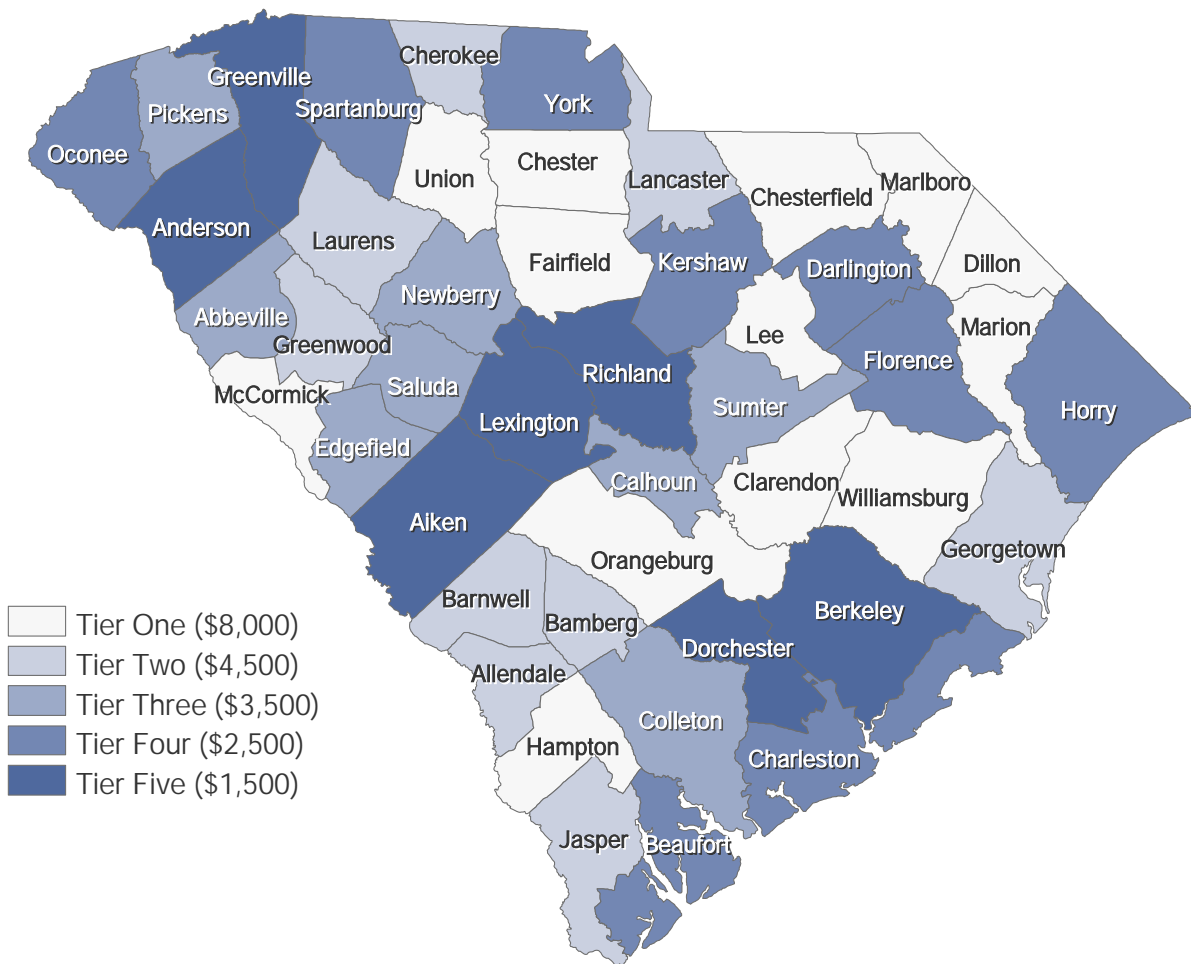 Cherokee
Greenville
York
Spartanburg
Pickens
Oconee
Chester
Union
Lancaster
Marlboro
Chesterfield
Anderson
Laurens
Fairfield
Kershaw
Darlington
Dillon
Newberry
Abbeville
Marion
Lee
Greenwood
Florence
Richland
Saluda
McCormick
Sumter
Horry
Lexington
Edgefield
Calhoun
Clarendon
Williamsburg
Aiken
Georgetown
Orangeburg
Barnwell
Berkeley
Bamberg
Dorchester
Allendale
Colleton
Hampton
Charleston
Jasper
Beaufort
Tier One ($8,000)
Tier Two ($4,500)
Tier Three ($3,500)
Tier Four ($2,500)
Tier Five ($1,500)